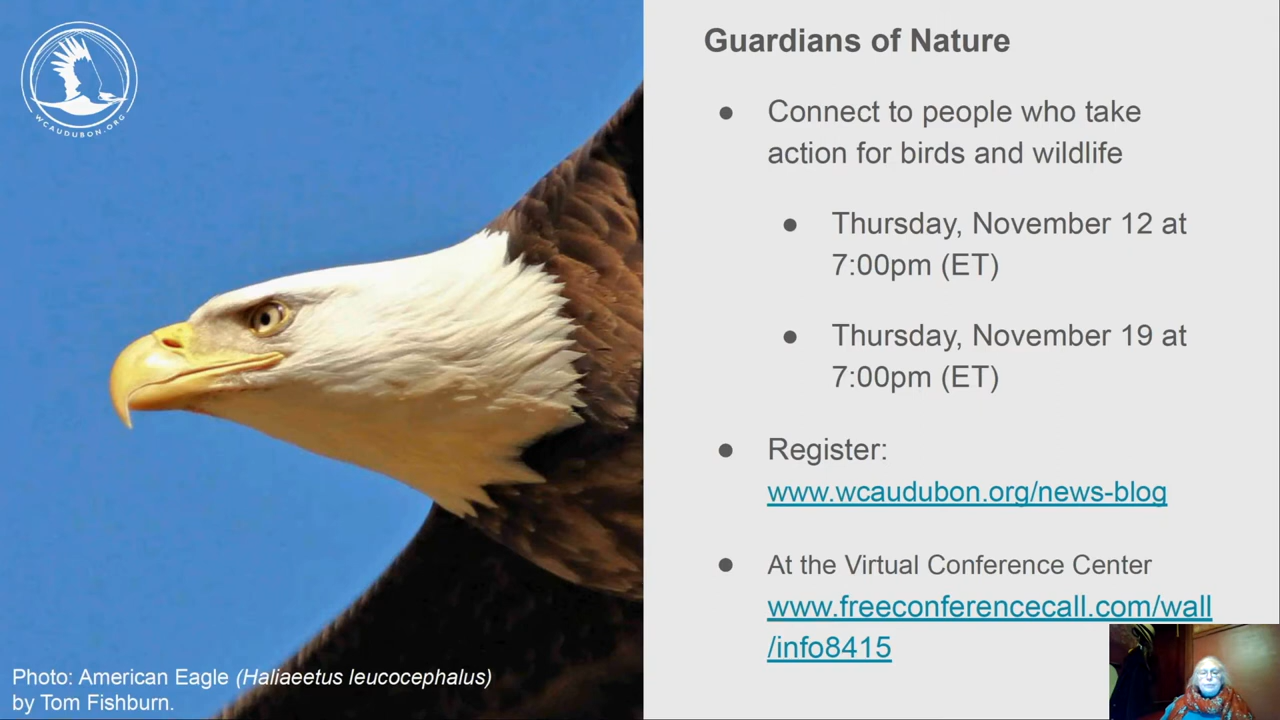 WCAUDUBON.ORG
Guardians of Nature
● Connect to people who take
action for birds and wildlife
● Thursday, November 12 at
7:00pm (ET)
● Thursday, November 19 at
7:00pm (ET)
● Register:
www.wcaudubon.org/news-blog
● At the Virtual Conference Center
www.freeconferencecall.com/wall
/info8415
Photo: American Eagle (Haliaeetus leucocephalus)
by Tom Fishburn.